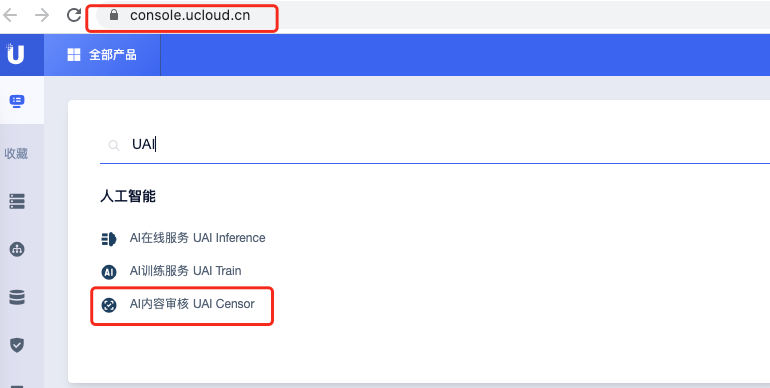 console.ucloud.cn
U
全部产品
收藏
UAI
人工智能
AI在线服务 UAI Inference
AI
AI训练服务 UAI Train
AI内容审核 UAI Censor